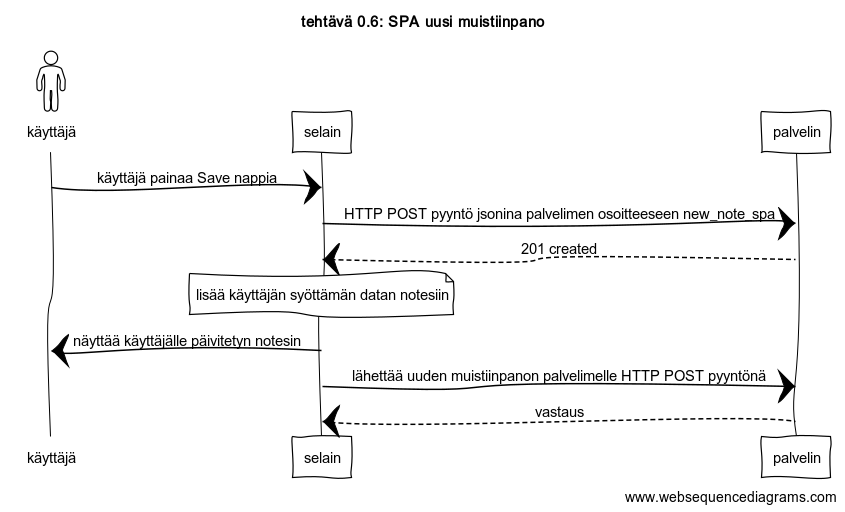 tehtävä 0.6: SPA uusi muistiinpano
käyttäjä
selain
palvelin
käyttäjä painaa Save nappia
HTTP POST pyyntö jsonina palvelimen osoitteeseen new_note_spa
201 created
lisää käyttäjän syöttämän datan notesiin
näyttää käyttäjälle päivitetyn notesin
lähettää uuden muistiinpanon palvelimelle HTTP POST pyyntönä
vastaus
käyttäjä
selain
palvelin
www.websequencediagrams.com